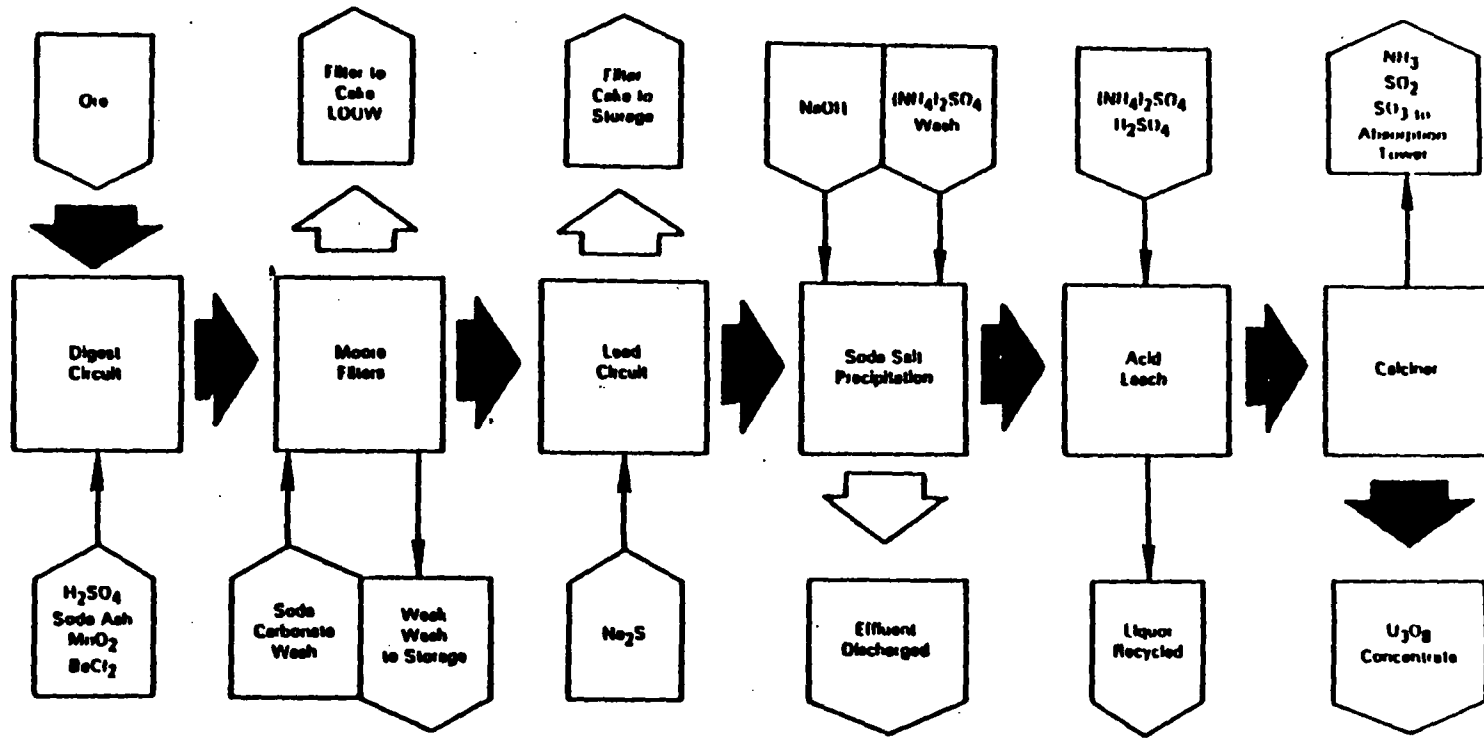 Ore
Filter to
Cake
LOOW
Filter
Cake to
Storage
NaOH
(NH4)2SO4
Wash
(NH4)2SO4
H2SO4
NH3
SO2
SO3 to
Absorption
Tower
Digest
Circuit
Moore
Filters
Lead
Circuit
Soda Salt
Precipitation
Acid
Leach
Calciner
H2SO4
Soda Ash
MnO2
BaCl2
Soda
Carbonate
Wash
Weak
Wash
to Storage
Na2S
Effluent
Discharged
Liquor
Recycled
U3O8
Concentrate